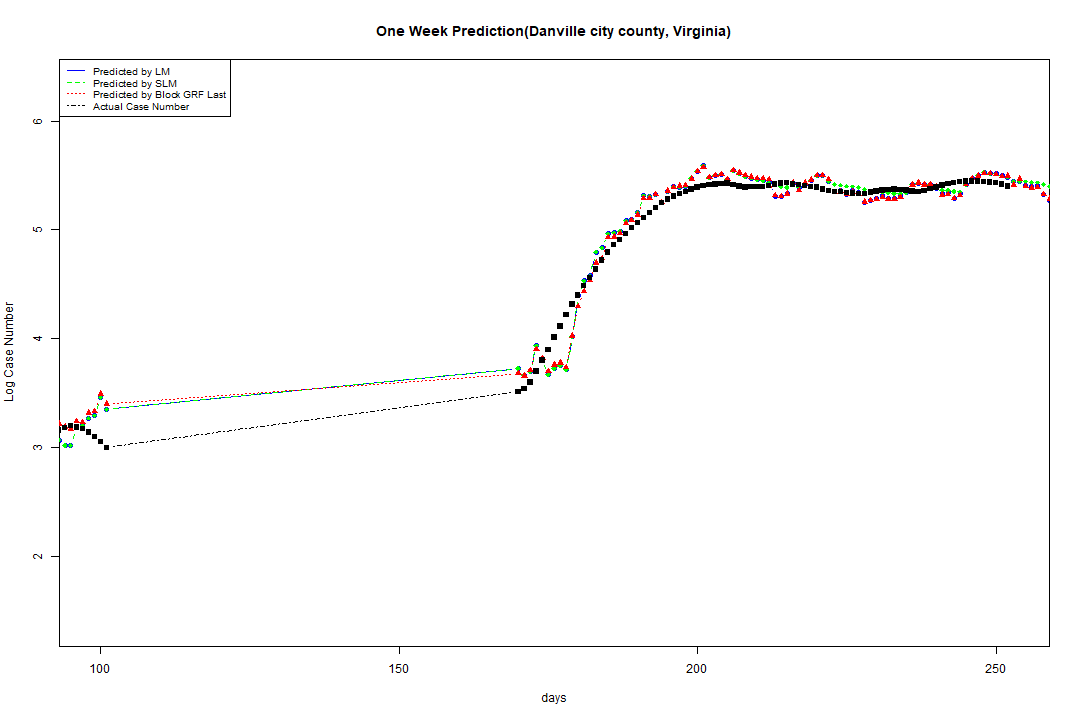 One Week Prediction(Danville city county, Virginia)
Predicted by LM
Predicted by SLM
Predicted by Block GRF Last
Actual Case Number
Log Case Number
6
5
4
3
2
100 150 200 250
days